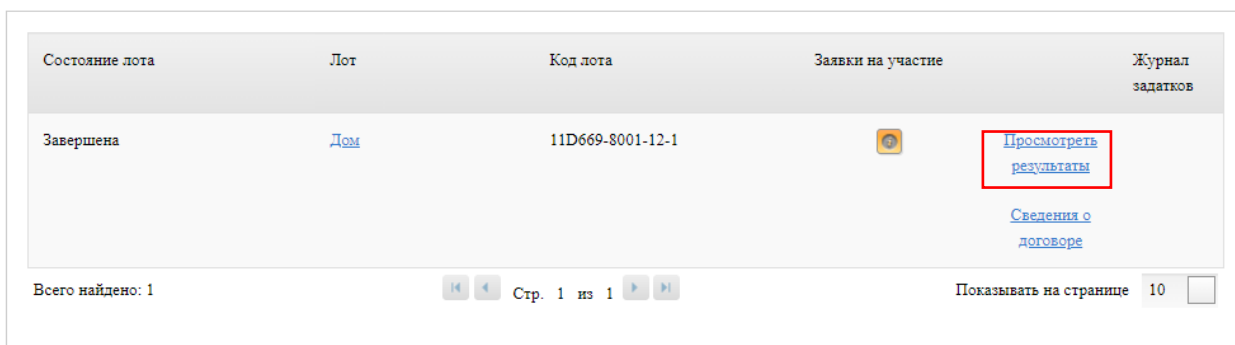 Состояние лота Лот Код лота Заявки на участие Журнал
задатков
Завершена Дом 11D669-8001-12-1 Просмотреть
результаты
Сведения о
договоре
Всего найдено: 1 Стр. 1 из 1 Показывать на странице 10